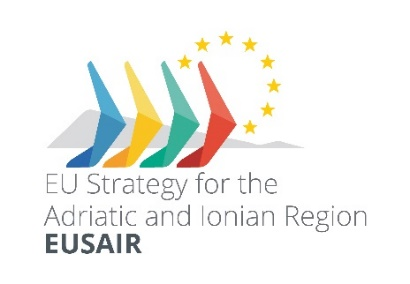 EU Strategy for the
Adriatic and Ionian Region
EUSAIR